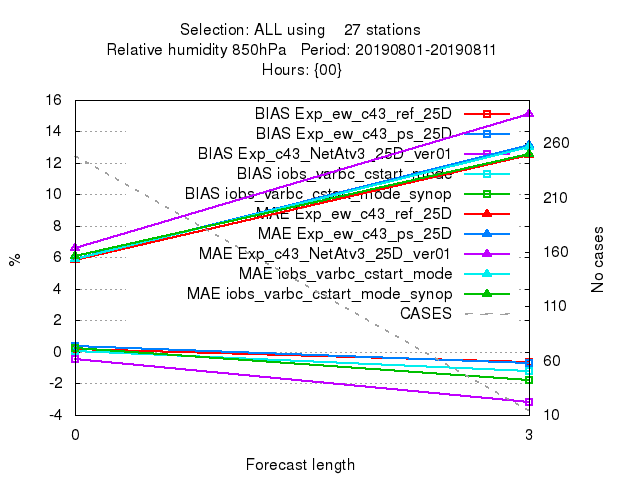 Selection: ALL using 27 stations
Relative humidity 850hPa Period: 20190801-20190811
Hours: {00}
16
14
12
10
8
6
4
2
0
-2
-4
%
BIAS Exp_ew_c43_ref_25D
BIAS Exp_ew_c43_ps_25D
BIAS Exp_c43_NetAtv3_25D_ver01
BIAS iobs_varbc_cstart_mode
BIAS iobs_varbc_cstart_mode_synop
MAE Exp_ew_c43_ref_25D
MAE Exp_ew_c43_ps_25D
MAE Exp_c43_NetAtv3_25D_ver01
MAE iobs_varbc_cstart_mode
MAE iobs_varbc_cstart_mode_synop
CASES
260
210
160
110
60
10
No cases
0 3
Forecast length